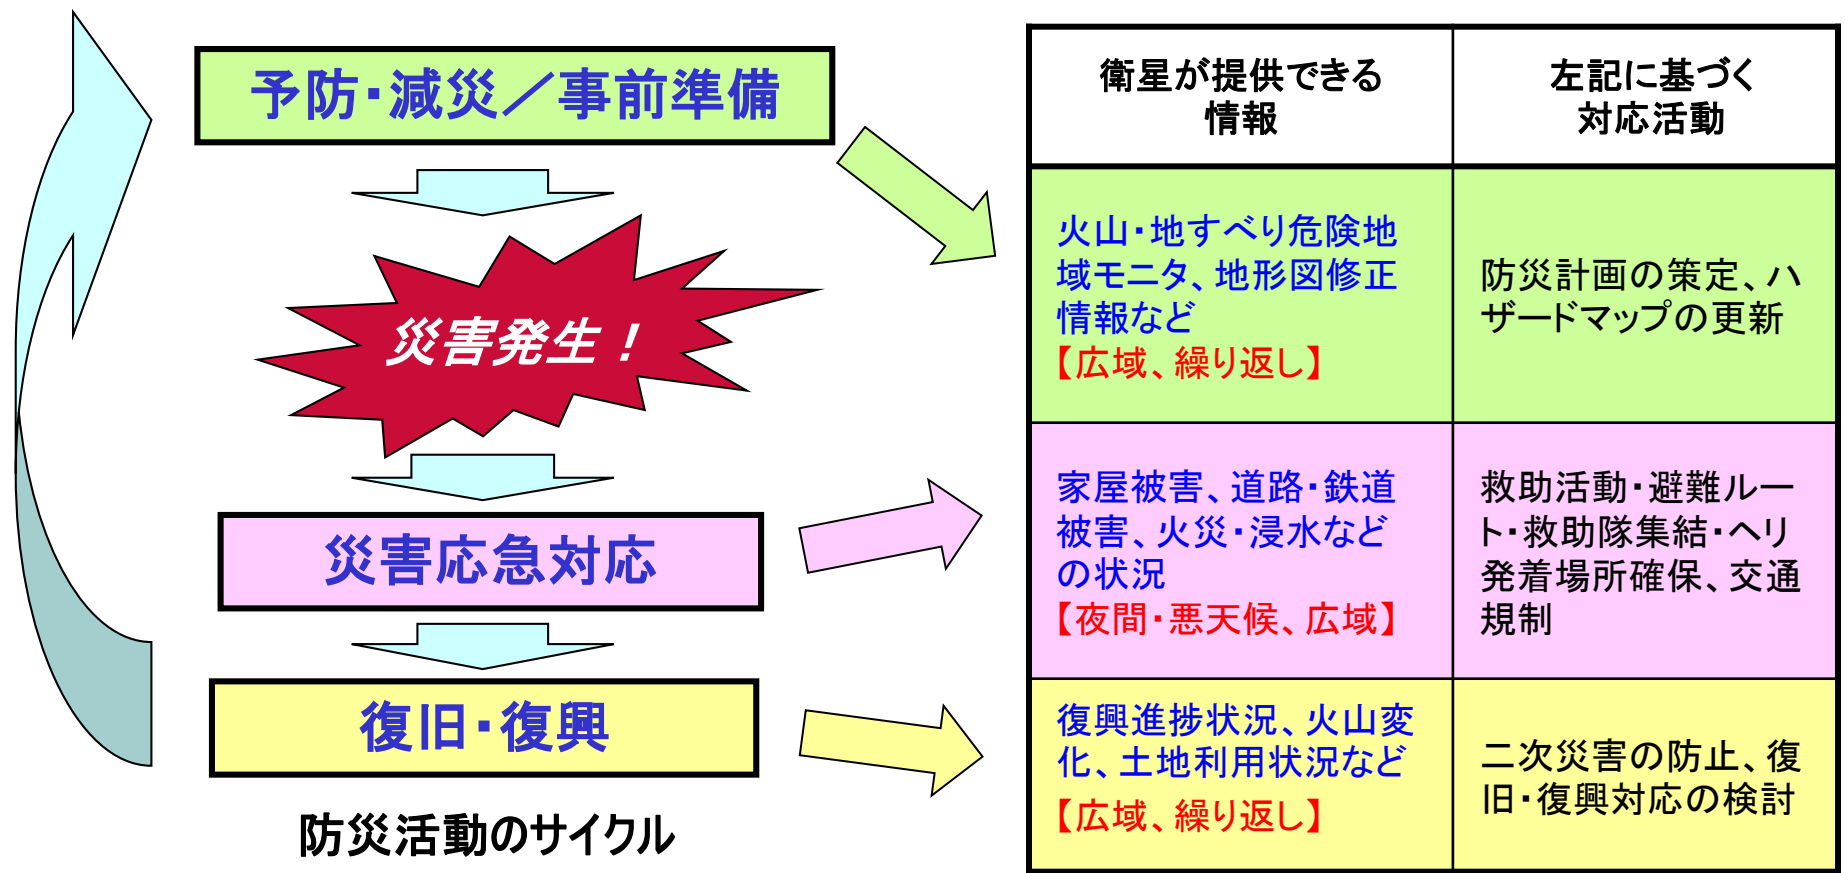 予防・減災／事前準備
災害発生！
災害応急対応
復旧・復興
防災活動のサイクル
衛星が提供できる
情報
左記に基づく
対応活動
火山・地すべり危険地
域モニタ、地形図修正
情報など
【広域、繰り返し】
防災計画の策定、ハ
ザードマップの更新
家屋被害、道路・鉄道
被害、火災・浸水など
の状況
【夜間・悪天候、広域】
救助活動・避難ルー
ト・救助隊集結・ヘリ
発着場所確保、交通
規制
復興進捗状況、火山変
化、土地利用状況など
【広域、繰り返し】
二次災害の防止、復
旧・復興対応の検討